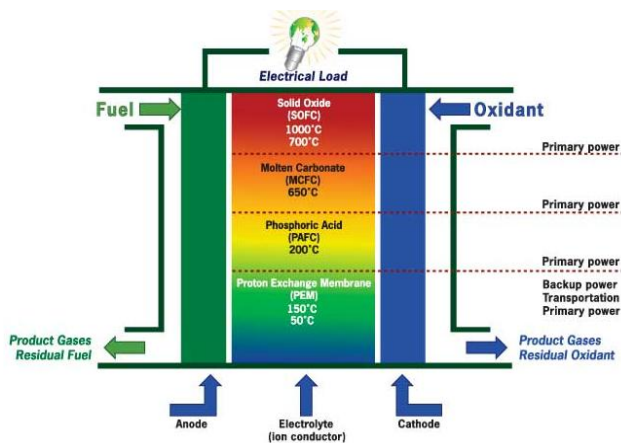 Electrical Load
Fuel
Oxidant
Solid Oxide
(SOFC)
1000°C
700°C
Primary power
Molten Carbonate
(MCFC)
650°C
Primary power
Phosphoric Acid
(PAFC)
200°C
Primary power
Proton Exchange Membrane
(PEM)
150°C
50°C
Backup power
Transportation
Primary power
Product Gases
Residual Fuel
Product Gases
Residual Oxidant
Anode
Electrolyte
(ion conductor)
Cathode